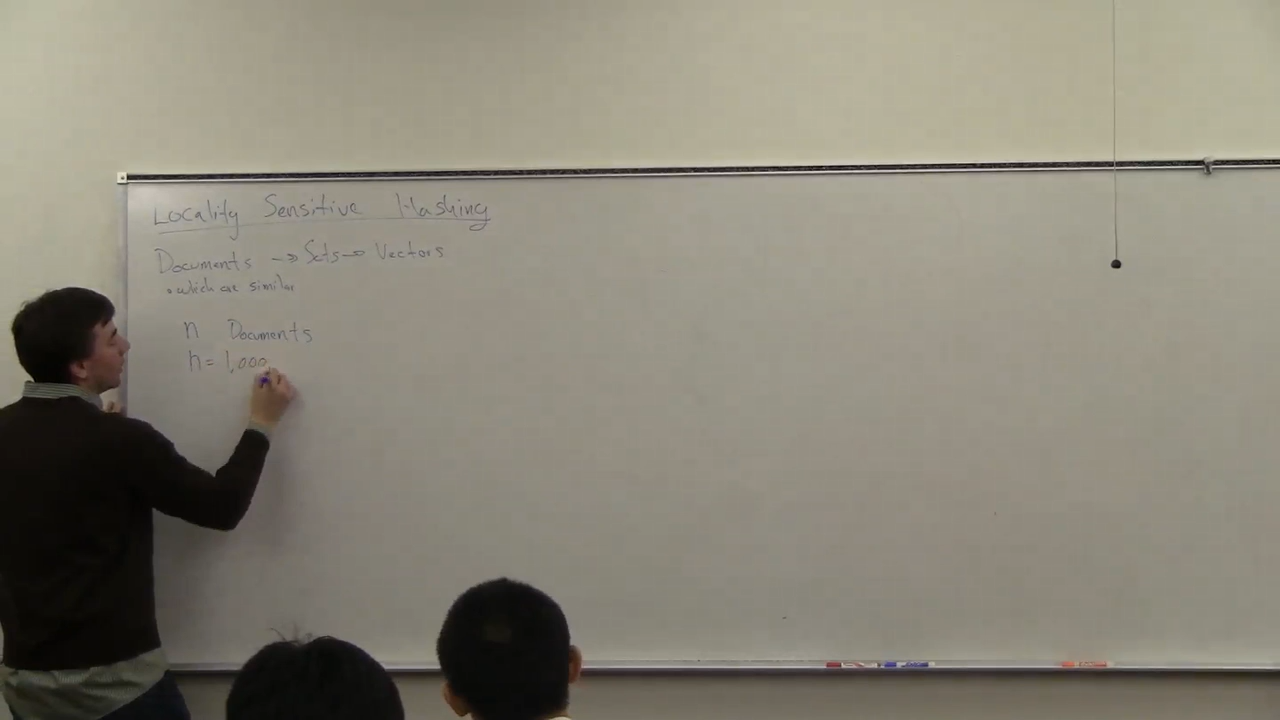 Locality Sensitive Hashing
Documents → Sets → Vectors
• which are similar
n Documents
n = 1,000